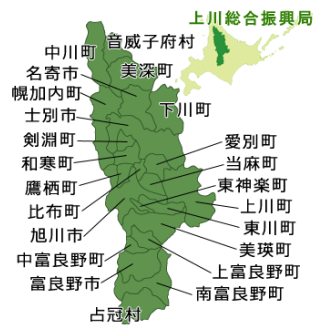 上川総合振興局
中川町
音威子府村
名寄市
美深町
幌加内町
下川町
士別市
剣淵町
愛別町
和寒町
当麻町
鷹栖町
東神楽町
比布町
上川町
旭川市
東川町
美瑛町
中富良野町
上富良野町
富良野市
南富良野町
占冠村